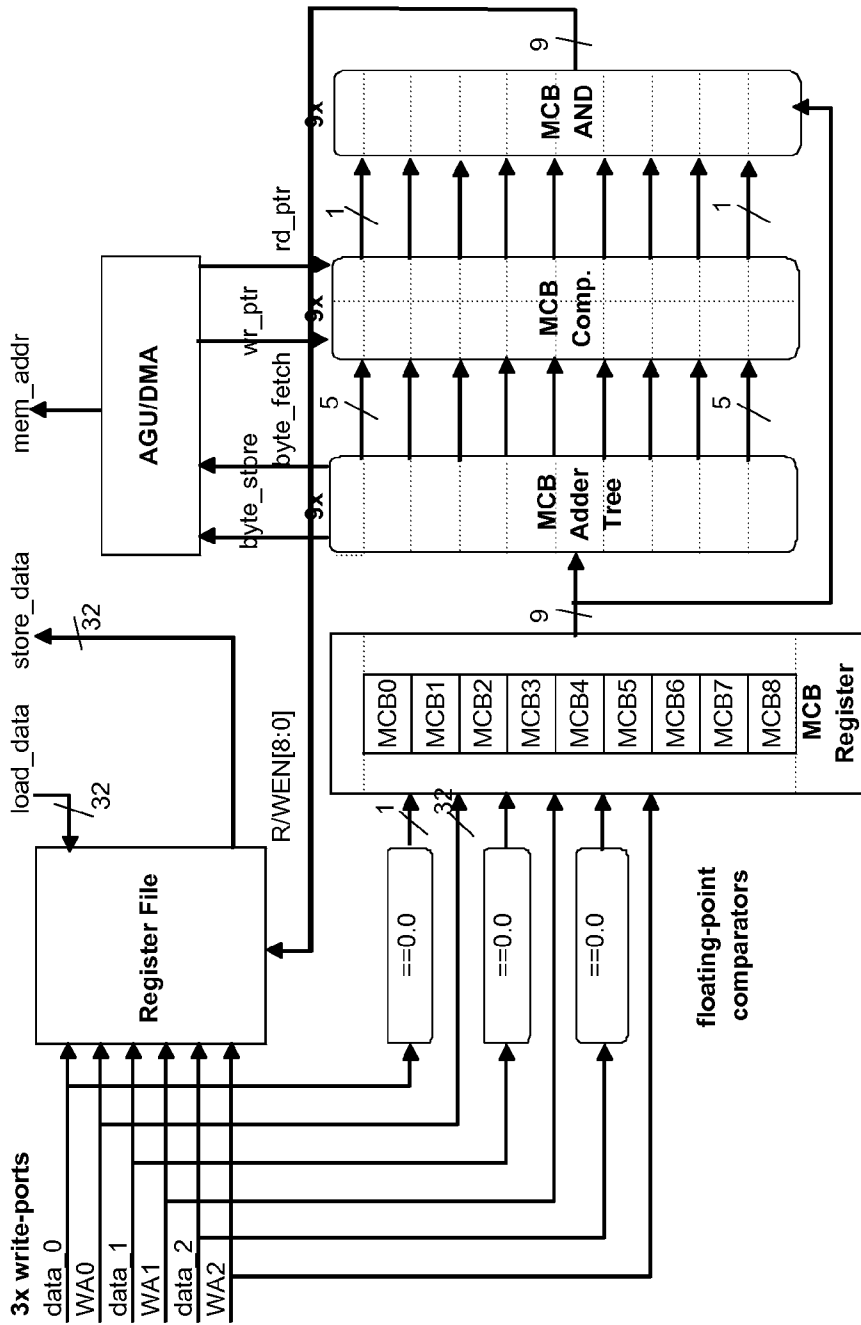 3x write-ports
data_0
WA0
data_1
WA1
data_2
WA2
Register File
load_data
32
store_data
32
mem_addr
AGU/DMA
R/WEN[8:0]
byte_store
byte_fetch
wr_ptr
rd_ptr
==0.0
==0.0
==0.0
floating-point
comparators
1
32
MCB0
MCB1
MCB2
MCB3
MCB4
MCB5
MCB6
MCB7
MCB8
MCB
Register
9
9x
MCB
Adder
Tree
5
5
9x
MCB
Comp.
1
1
9x
MCB
AND
9